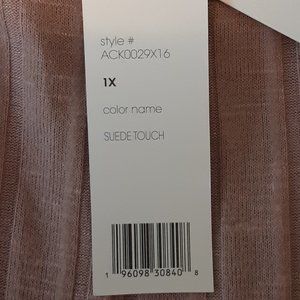 style #
ACK0029X16
1X
color name
SUEDE TOUCH
1 96098 30840 8